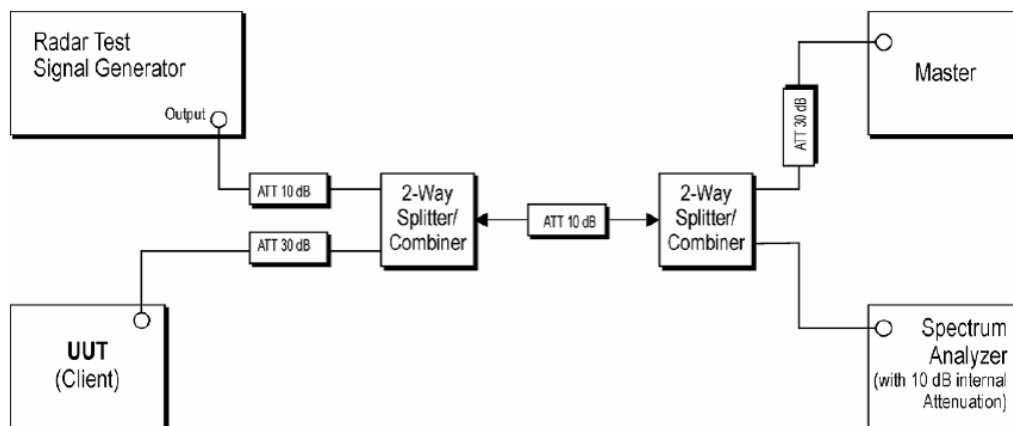 Radar Test
Signal Generator
Output
ATT 10 dB
2-Way
Splitter/
Combiner
ATT 30 dB
UUT
(Client)
ATT 10 dB
2-Way
Splitter/
Combiner
ATT 30 dB
Master
Spectrum
Analyzer
(with 10 dB internal
Attenuation)